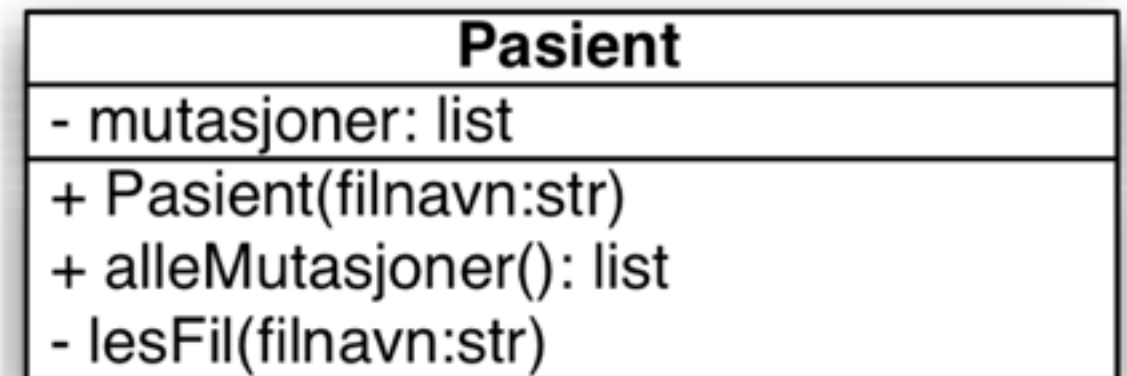 Pasient
- mutasjoner: list
+ Pasient(filnavn:str)
+ alleMutasjoner(): list
- lesFil(filnavn:str)